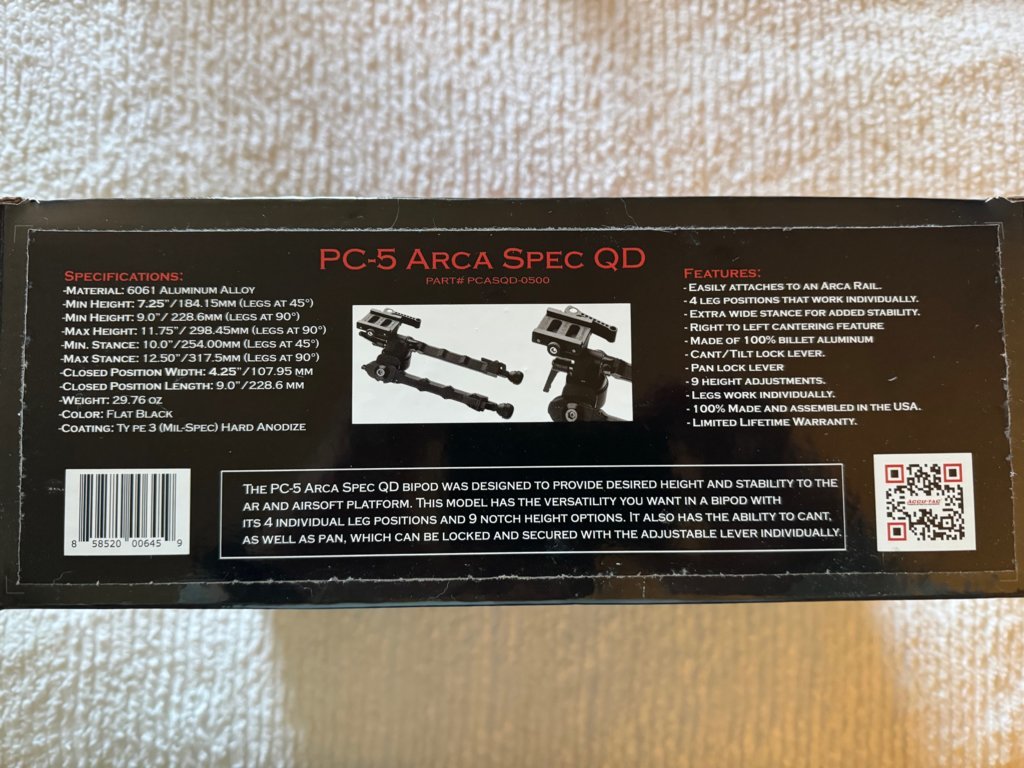 PC-5 Arca Spec QD
PART# PCASQD-0500
Specifications:
-Material: 6061 Aluminum Alloy
-Min Height: 7.25"/184.15mm (Legs at 45°)
-Min Height: 9.0"/ 228.6mm (Legs at 90°)
-Max Height: 11.75"/ 298.45mm (Legs at 90°)
-Min. Stance: 10.0"/254.00mm (Legs at 45°)
-Max Stance: 12.50"/317.5mm (Legs at 90°)
-Closed Position Width: 4.25"/107.95 mm
-Closed Position Length: 9.0"/228.6 mm
-Weight: 29.76 oz
-Color: Flat Black
-Coating: Ty pe 3 (Mil-Spec) Hard Anodize
Features:
- Easily attaches to an Arca Rail.
- 4 leg positions that work individually.
- Extra wide stance for added stability.
- Right to left cantering feature
- Made of 100% billet aluminum
- Cant/Tilt lock lever.
- Pan lock lever
- 9 height adjustments.
- Legs work individually.
- 100% Made and assembled in the USA.
- Limited Lifetime Warranty.
8 58520 00645 9
The PC-5 Arca Spec QD bipod was designed to provide desired height and stability to the
AR and airsoft platform. This model has the versatility you want in a bipod with
its 4 individual leg positions and 9 notch height options. It also has the ability to cant,
as well as pan, which can be locked and secured with the adjustable lever individually.
ACCU-TAC